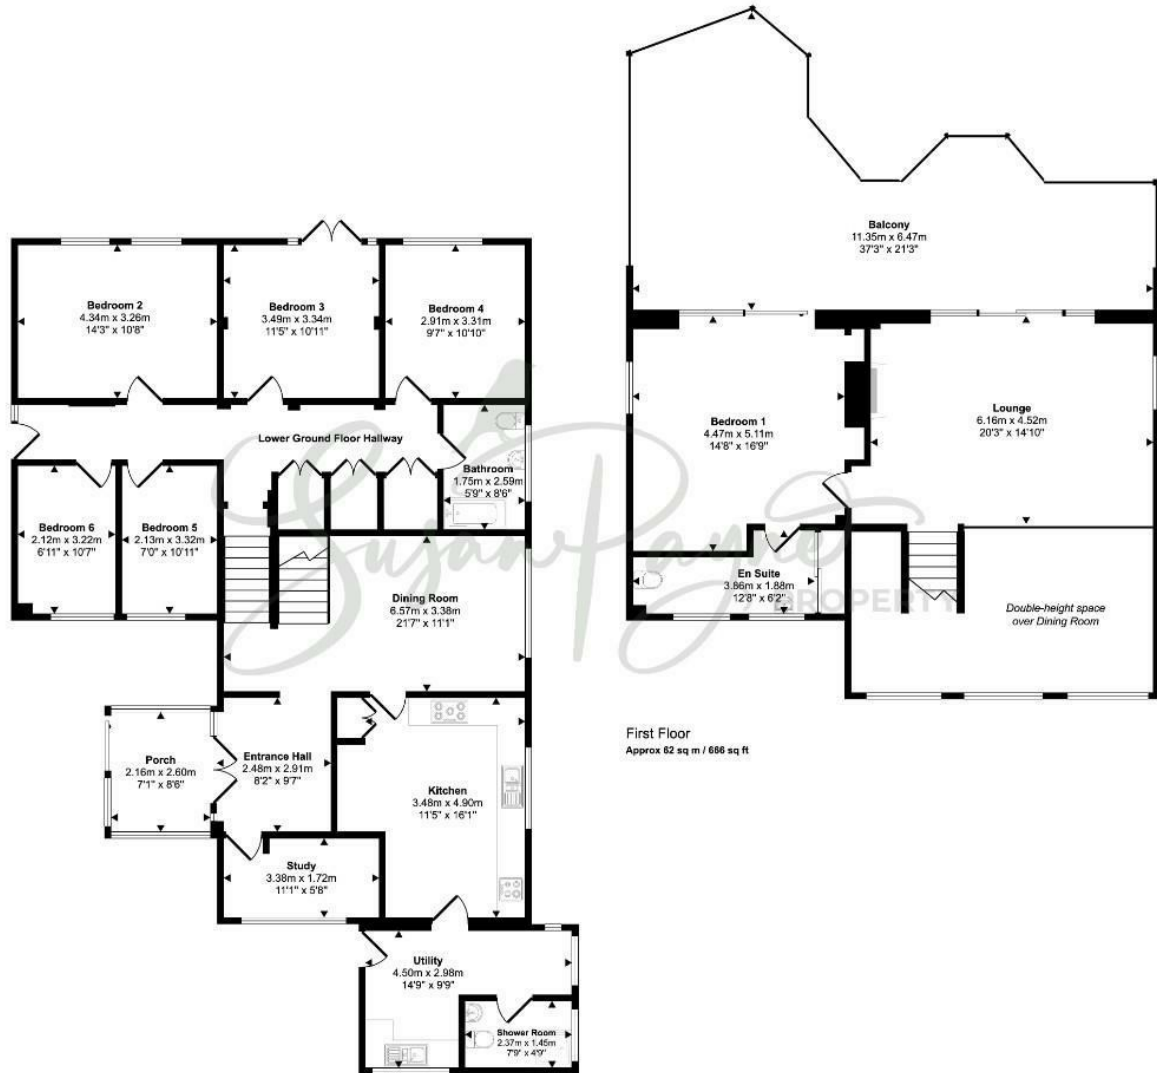 Bedroom 2
4.34m x 3.26m
14'3" x 10'8"
Bedroom 3
3.49m x 3.34m
11'5" x 10'11"
Bedroom 4
2.91m x 3.31m
9'7" x 10'10"
Lower Ground Floor Hallway
Bathroom
1.75m x 2.59m
5'9" x 8'6"
Bedroom 6
2.12m x 3.22m
6'11" x 10'7"
Bedroom 5
2.13m x 3.32m
7'0" x 10'11"
Dining Room
6.57m x 3.38m
21'7" x 11'1"
Porch
2.16m x 2.60m
7'1" x 8'6"
Entrance Hall
2.48m x 2.91m
8'2" x 9'7"
Kitchen
3.48m x 4.90m
11'5" x 16'1"
Study
3.38m x 1.72m
11'1" x 5'8"
Utility
4.50m x 2.98m
14'9" x 9'9"
Shower Room
2.37m x 1.45m
7'9" x 4'9"
Balcony
11.35m x 6.47m
37'3" x 21'3"
Bedroom 1
4.47m x 5.11m
14'8" x 16'9"
Lounge
6.16m x 4.52m
20'3" x 14'10"
En Suite
3.86m x 1.88m
12'8" x 6'2"
Double-height space
over Dining Room
First Floor
Approx 62 sq m / 666 sq ft
Susan Payne
PROPERTY